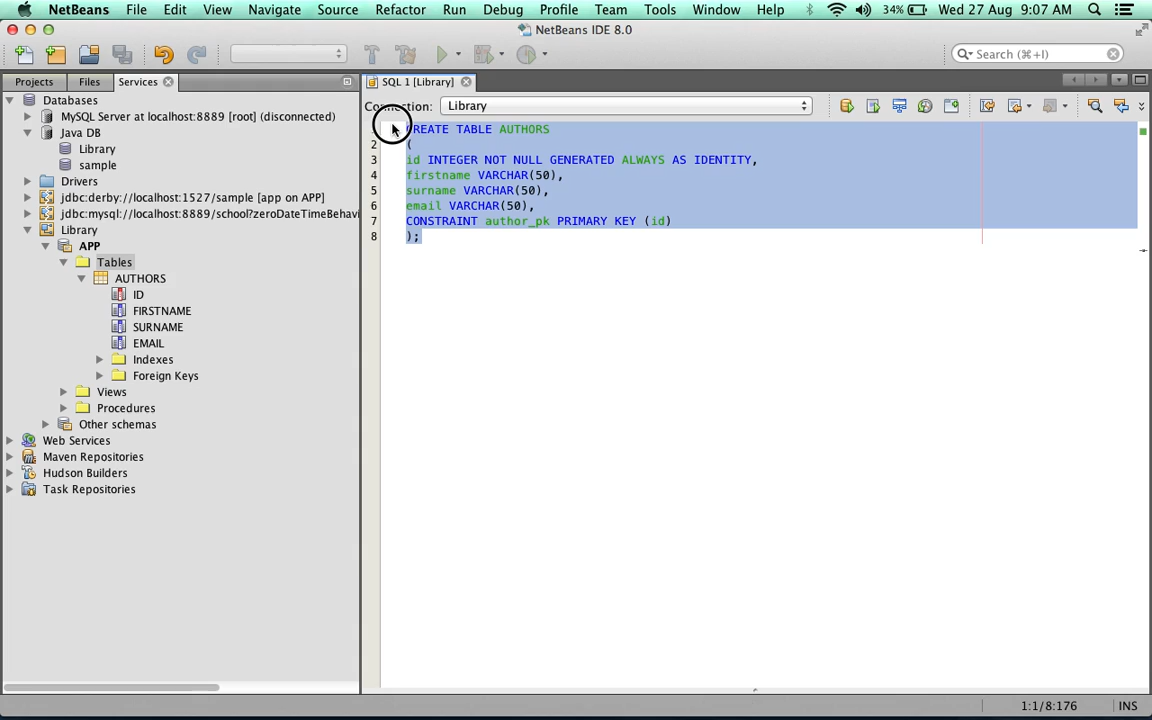 NetBeans File Edit View Navigate Source Refactor Run Debug Profile Team Tools Window Help 34% Wed 27 Aug 9:07 AM
NetBeans IDE 8.0
Search (⌘+I)
Projects Files Services
SQL 1 [Library]
Connection: Library
Databases
MySQL Server at localhost:8889 [root] (disconnected)
Java DB
Library
sample
Drivers
jdbc:derby://localhost:1527/sample [app on APP]
jdbc:mysql://localhost:8889/school?zeroDateTimeBehavi
Library
APP
Tables
AUTHORS
ID
FIRSTNAME
SURNAME
EMAIL
Indexes
Foreign Keys
Views
Procedures
Other schemas
Web Services
Maven Repositories
Hudson Builders
Task Repositories
CREATE TABLE AUTHORS
2 (
3 id INTEGER NOT NULL GENERATED ALWAYS AS IDENTITY,
4 firstname VARCHAR(50),
5 surname VARCHAR(50),
6 email VARCHAR(50),
7 CONSTRAINT author_pk PRIMARY KEY (id)
8 );
1:1/8:176 INS